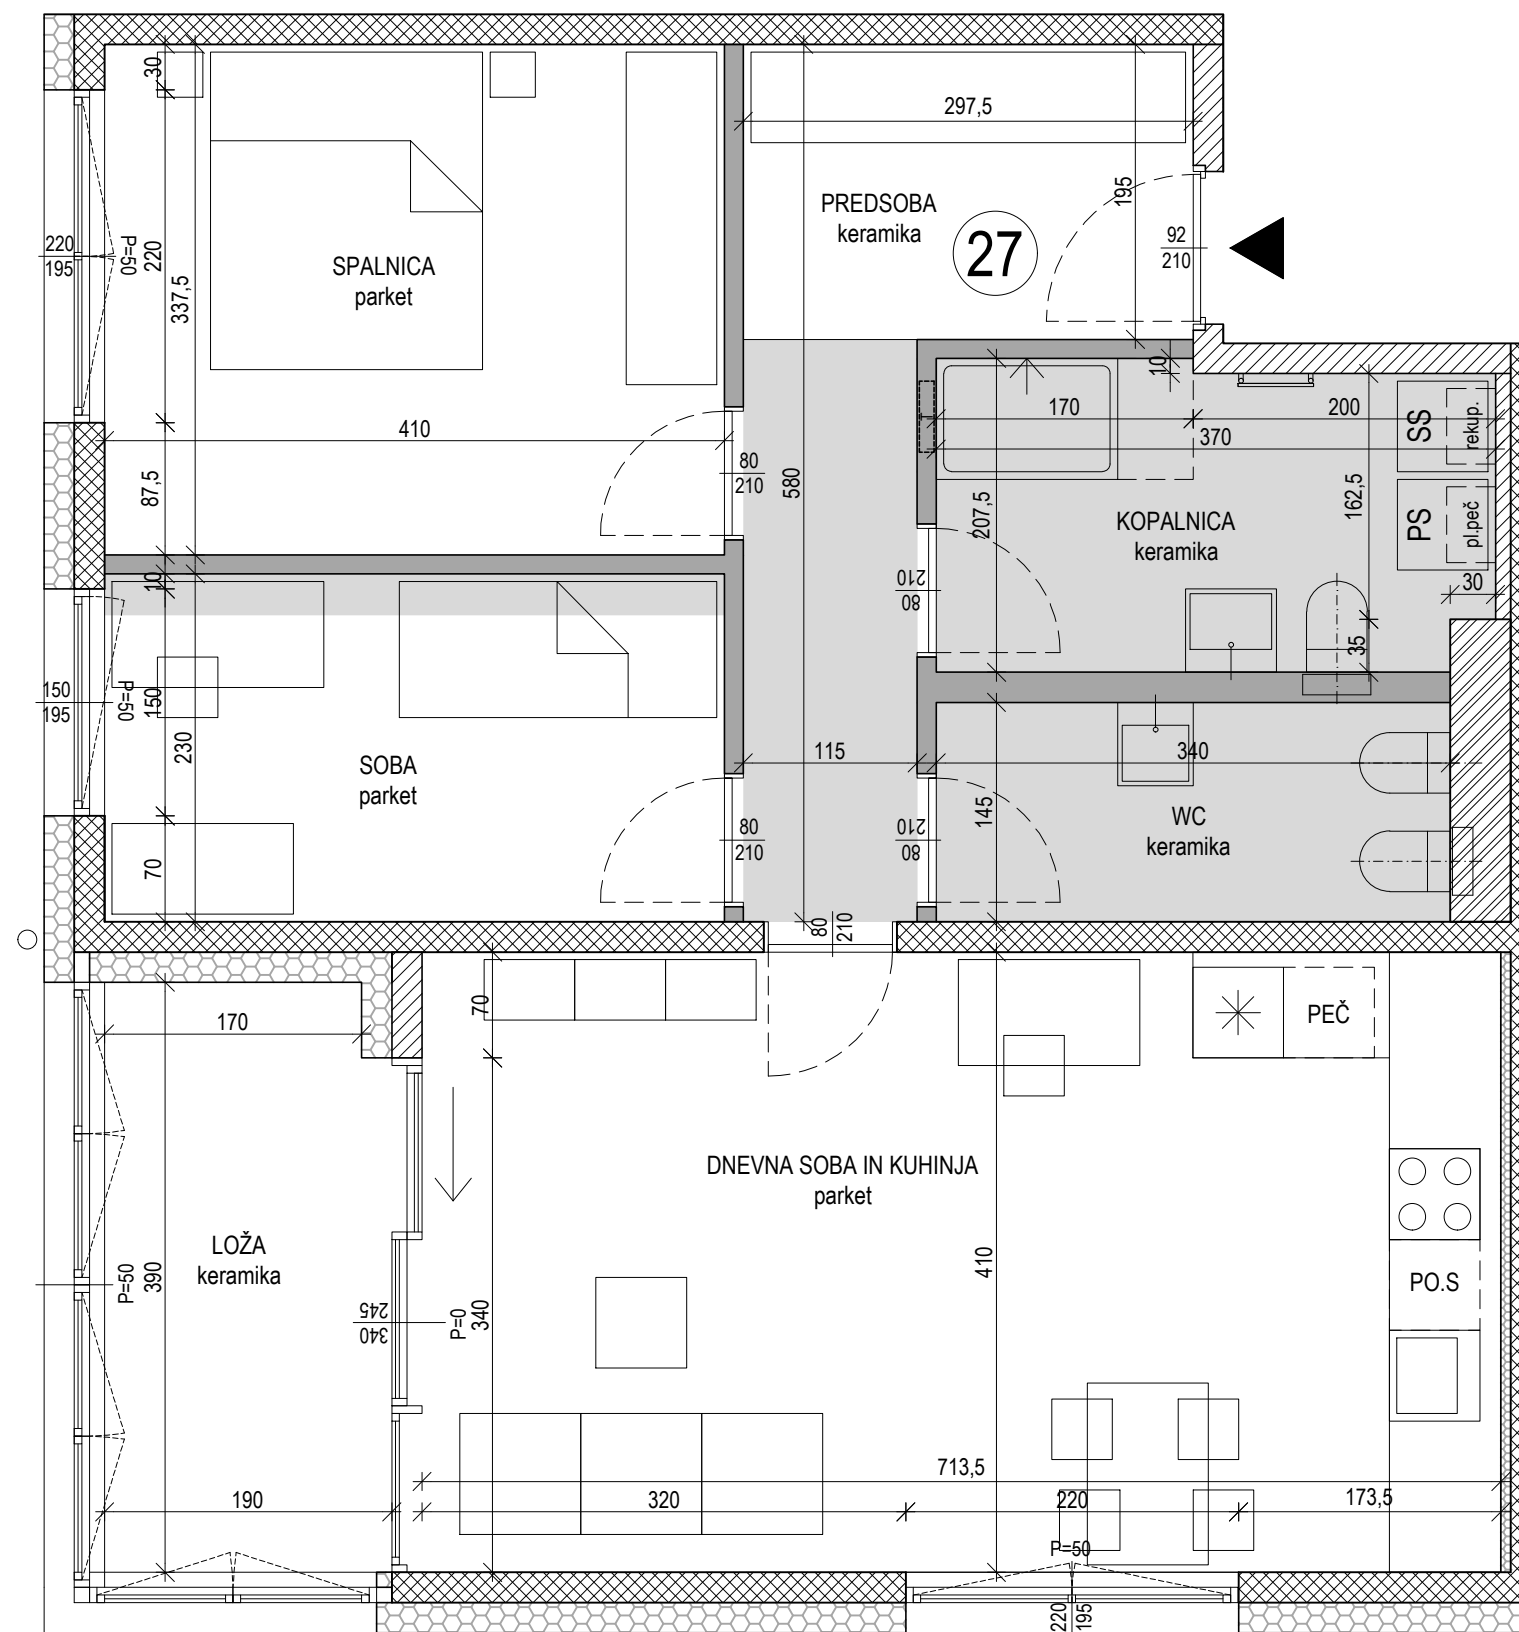 30
297,5
195
PREDSOBA
keramika
27
92
210
220
195
P=50
220
337,5
SPALNICA
parket
10
170
200
370
SS
rekup.
410
80
210
580
87,5
207,5
162,5
KOPALNICA
keramika
PS
pl.peč
30
210
80
10
35
150
195
P=50
150
230
SOBA
parket
115
340
145
WC
keramika
80
210
210
80
70
80
210
170
70
PEČ
DNEVNA SOBA IN KUHINJA
parket
LOŽA
keramika
P=50
390
245
340
P=0
340
410
PO.S
713,5
190
320
220
173,5
P=50
220
195